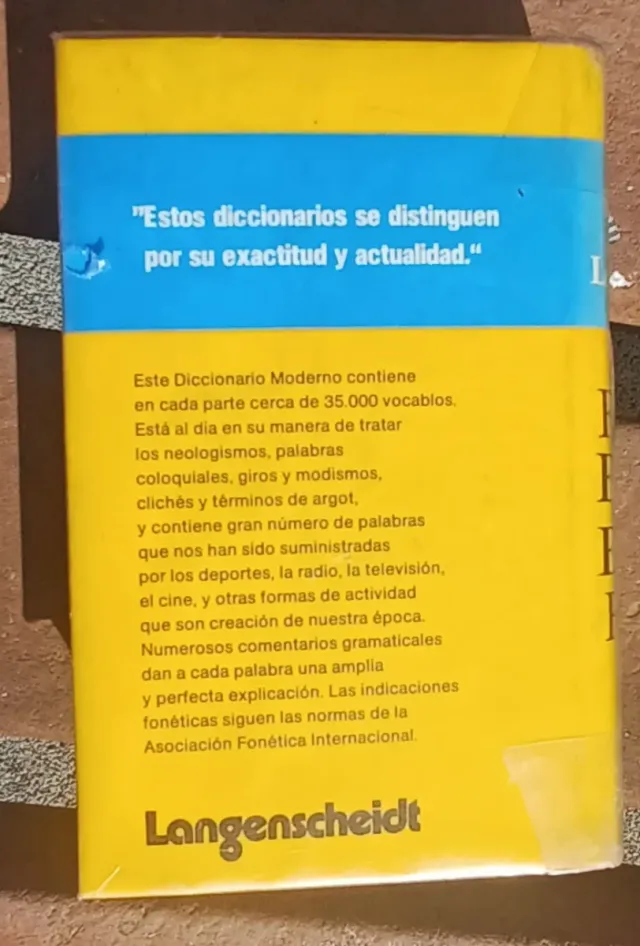 "Estos diccionarios se distinguen
por su exactitud y actualidad."
Este Diccionario Moderno contiene
en cada parte cerca de 35.000 vocablos.
Está al día en su manera de tratar
los neologismos, palabras
coloquiales, giros y modismos,
clichès y términos de argot,
y contiene gran número de palabras
que nos han sido suministradas
por los deportes, la radio, la televisión,
el cine, y otras formas de actividad
que son creación de nuestra época.
Numerosos comentarios gramaticales
dan a cada palabra una amplia
y perfecta explicación. Las indicaciones
fonéticas siguen las normas de la
Asociación Fonética Internacional.
Langenscheidt